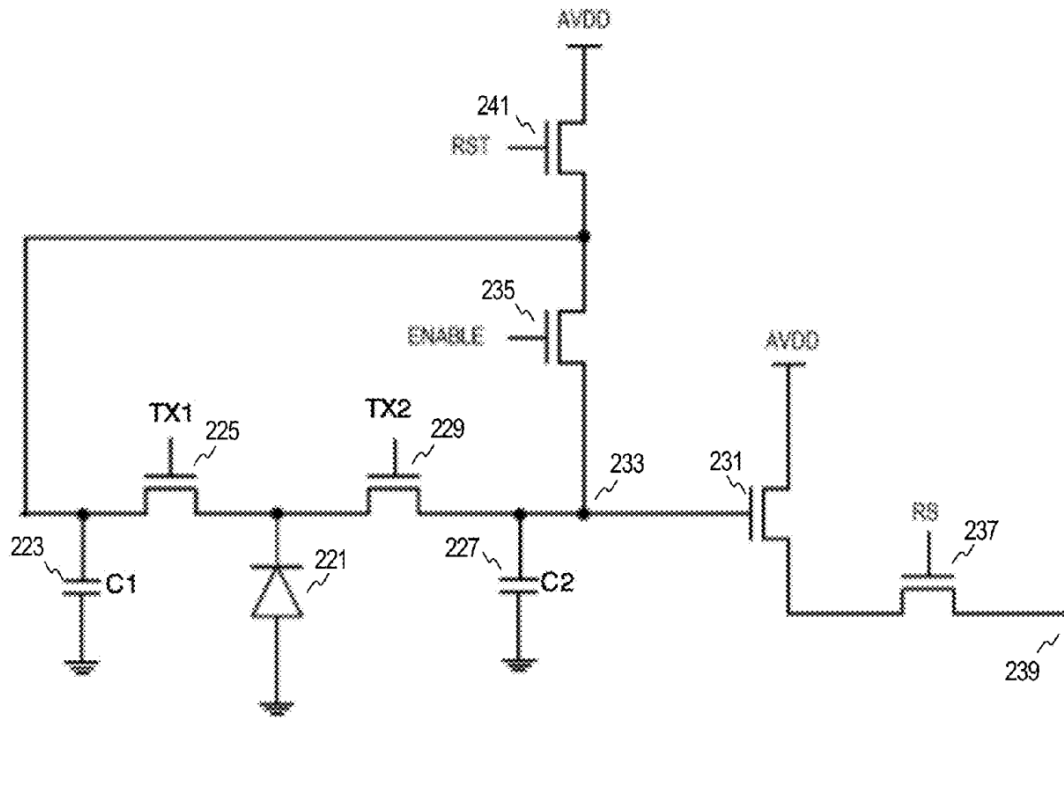 AVDD
241
RST
235
ENABLE
AVDD
TX1
225
TX2
229
231
233
RS
237
223
C1
221
227
C2
239